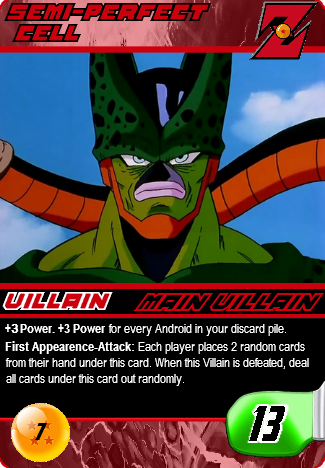 SEMI-PERFECT
CELL
Z
VILLAIN MAIN VILLAIN
+3 Power. +3 Power for every Android in your discard pile.
First Appearence-Attack: Each player places 2 random cards
from their hand under this card. When this Villain is defeated, deal
all cards under this card out randomly.
7
13